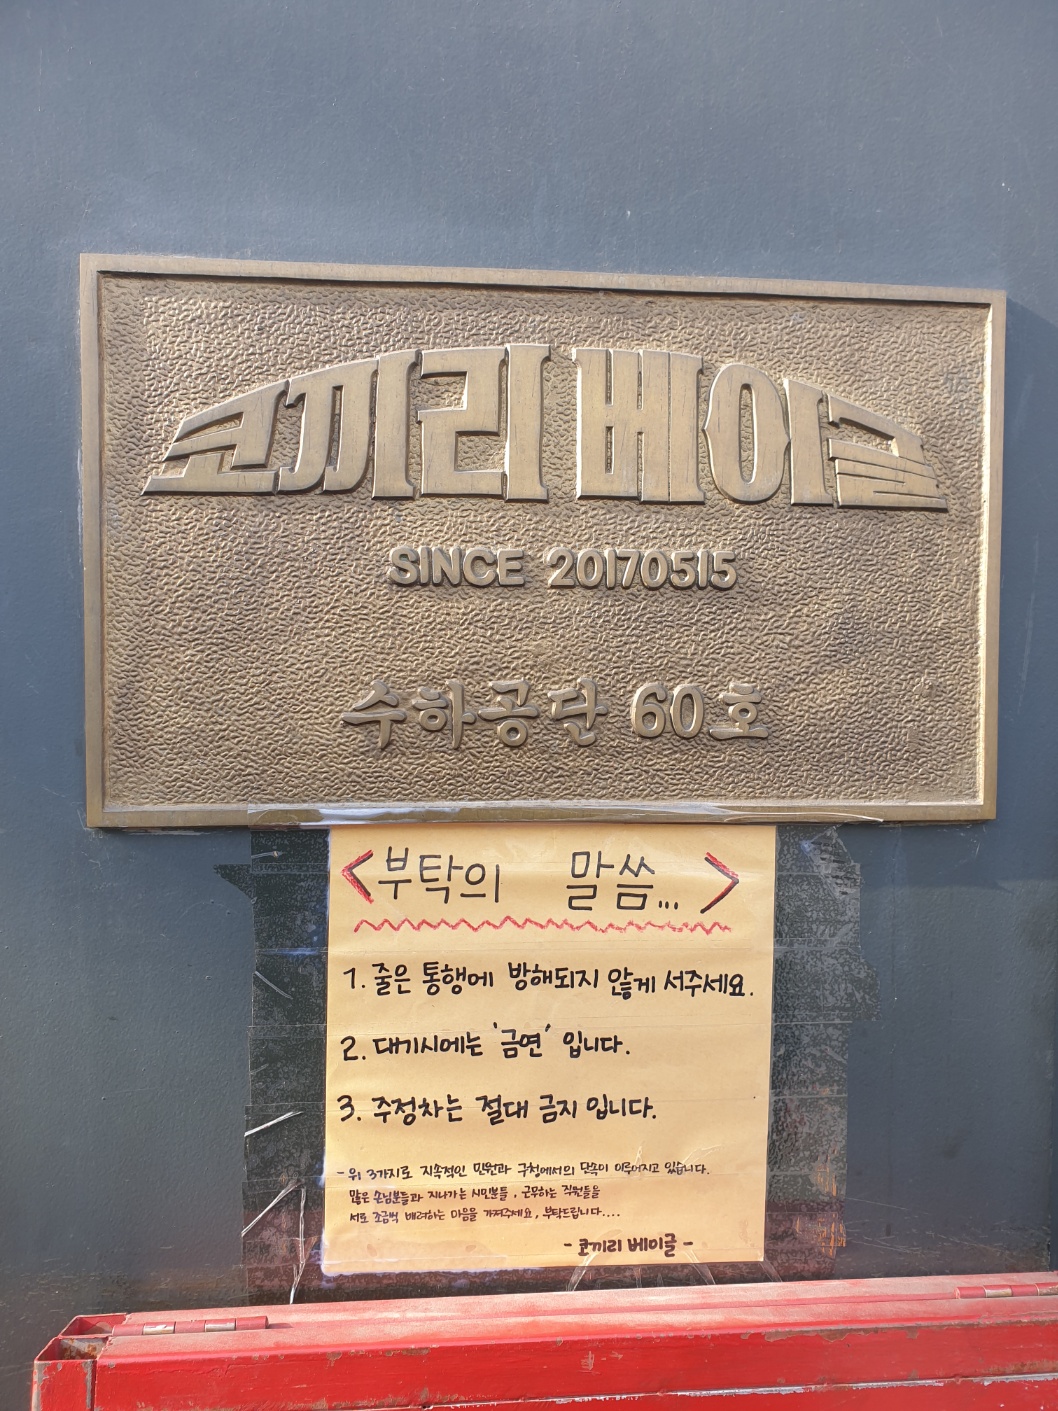 코끼리베이글
SINCE 20170515
수하공단 60호
<부탁의 말씀...>
1. 줄은 통행에 방해되지 않게 서주세요.
2. 대기시에는 '금연' 입니다.
3. 주정차는 절대 금지 입니다.
- 위 3가지로 지속적인 민원과 구청에서의 단속이 이루어지고 있습니다.
많은 손님분들과 지나가는 시민분들, 근무하는 직원들을
서로 조금씩 배려하는 마음을 가져주세요, 부탁드립니다....
- 코끼리 베이글 -